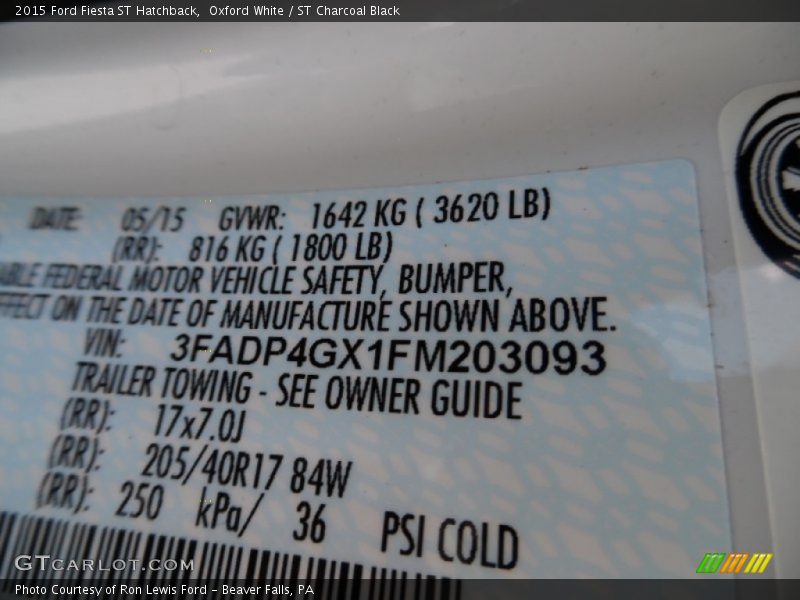 2015 Ford Fiesta ST Hatchback,  Oxford White / ST Charcoal Black
DATE: 05/15 GVWR: 1642 KG ( 3620 LB)
(RR): 816 KG ( 1800 LB)
ABLE FEDERAL MOTOR VEHICLE SAFETY, BUMPER,
FFECT ON THE DATE OF MANUFACTURE SHOWN ABOVE.
VIN: 3FADP4GX1FM203093
TRAILER TOWING - SEE OWNER GUIDE
(RR): 17x7.0J
(RR): 205/40R17 84W
(RR): 250 kPa/ 36 PSI COLD
GTCARLOT.COM
Photo Courtesy of Ron Lewis Ford - Beaver Falls, PA